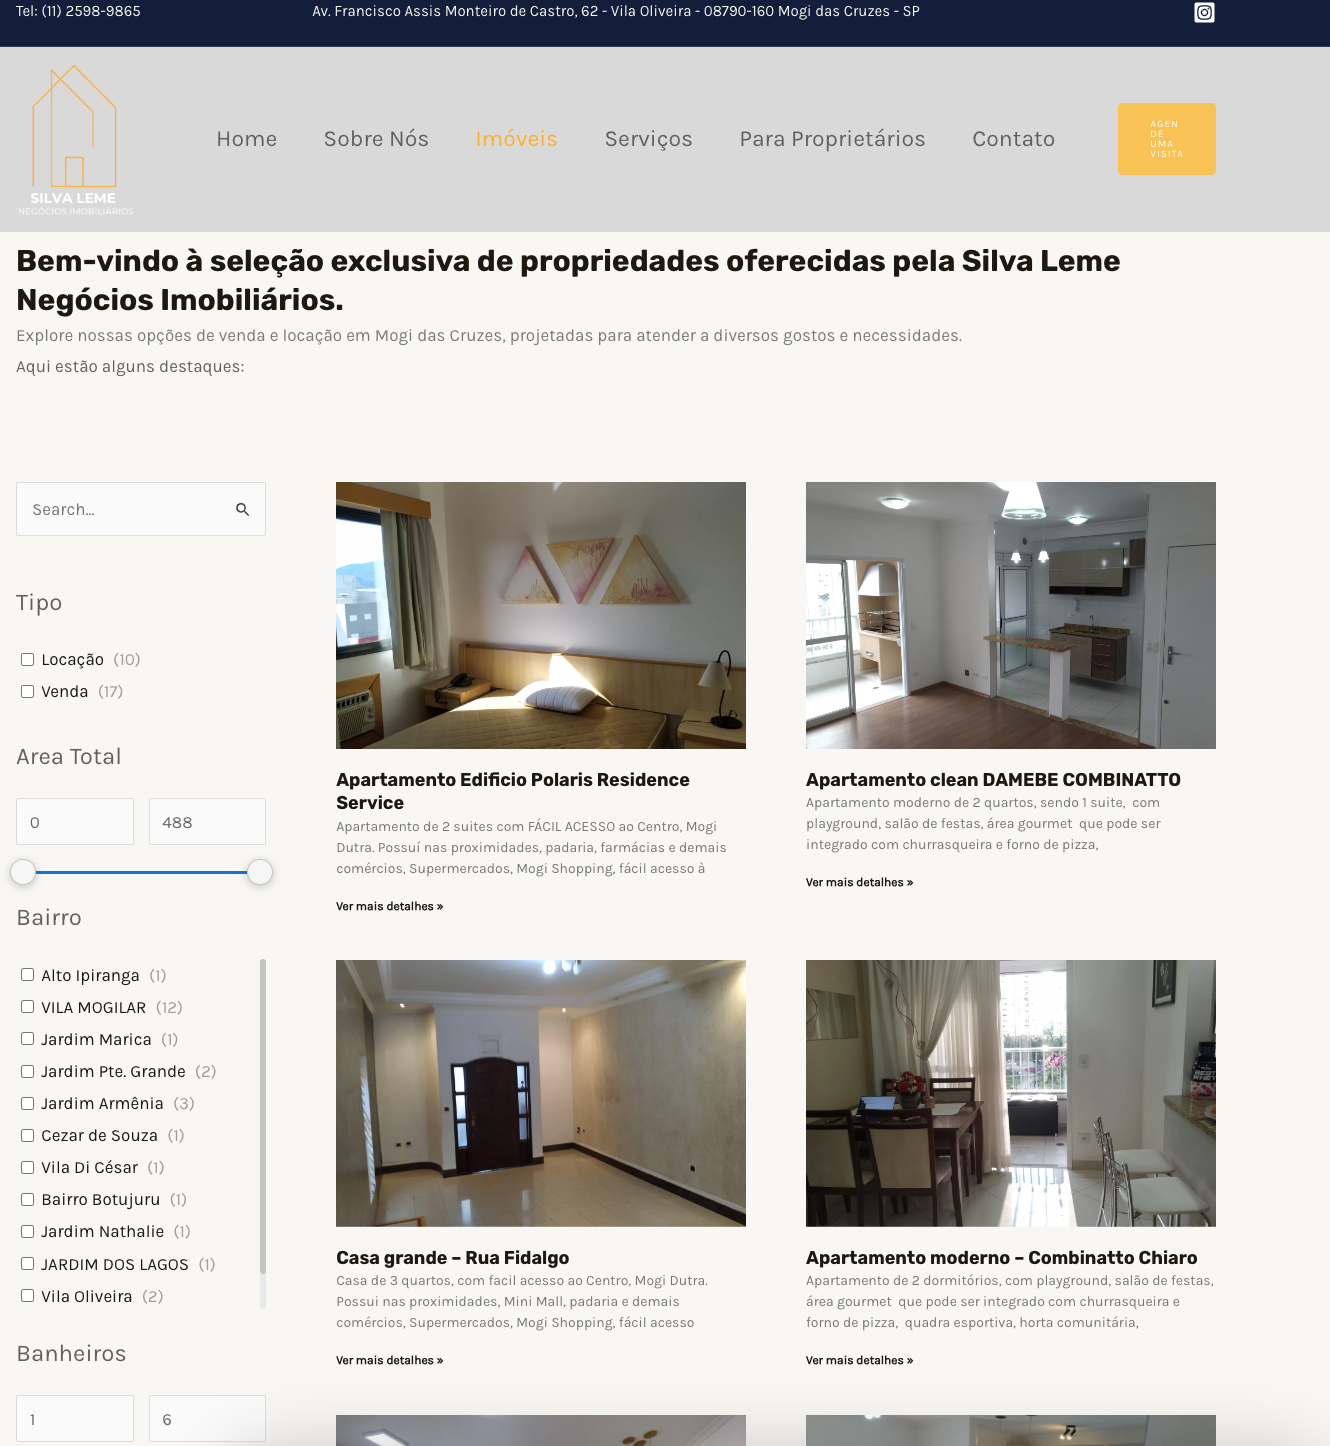 Tel: (11) 2598-9865
Av. Francisco Assis Monteiro de Castro, 62 - Vila Oliveira - 08790-160 Mogi das Cruzes - SP
SILVA LEME
NEGÓCIOS IMOBILIÁRIOS
Home
Sobre Nós
Imóveis
Serviços
Para Proprietários
Contato
AGEN
DE
UMA
VISITA
Bem-vindo à seleção exclusiva de propriedades oferecidas pela Silva Leme
Negócios Imobiliários.
Explore nossas opções de venda e locação em Mogi das Cruzes, projetadas para atender a diversos gostos e necessidades.
Aqui estão alguns destaques:
Search...
Tipo
Locação (10)
Venda (17)
Area Total
0
488
Bairro
Alto Ipiranga (1)
VILA MOGILAR (12)
Jardim Marica (1)
Jardim Pte. Grande (2)
Jardim Armênia (3)
Cezar de Souza (1)
Vila Di César (1)
Bairro Botujuru (1)
Jardim Nathalie (1)
JARDIM DOS LAGOS (1)
Vila Oliveira (2)
Banheiros
1
6
Apartamento Edificio Polaris Residence
Service
Apartamento de 2 suites com FÁCIL ACESSO ao Centro, Mogi
Dutra. Possuí nas proximidades, padaria, farmácias e demais
comércios, Supermercados, Mogi Shopping, fácil acesso à
Ver mais detalhes »
Apartamento clean DAMEBE COMBINATTO
Apartamento moderno de 2 quartos, sendo 1 suite,  com
playground, salão de festas, área gourmet  que pode ser
integrado com churrasqueira e forno de pizza,
Ver mais detalhes »
Casa grande – Rua Fidalgo
Casa de 3 quartos, com facil acesso ao Centro, Mogi Dutra.
Possui nas proximidades, Mini Mall, padaria e demais
comércios, Supermercados, Mogi Shopping, fácil acesso
Ver mais detalhes »
BEST
WHEY
Apartamento moderno – Combinatto Chiaro
Apartamento de 2 dormitórios, com playground, salão de festas,
área gourmet  que pode ser integrado com churrasqueira e
forno de pizza,  quadra esportiva, horta comunitária,
Ver mais detalhes »